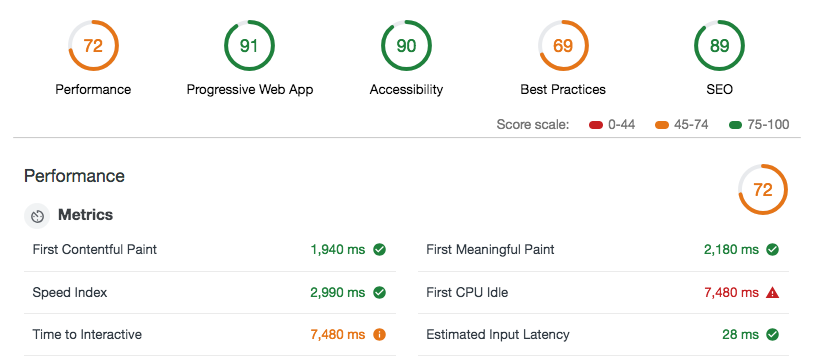 72 91 90 69 89
Performance Progressive Web App Accessibility Best Practices SEO
Score scale: 0-44 45-74 75-100
Performance
72
Metrics
First Contentful Paint 1,940 ms First Meaningful Paint 2,180 ms
Speed Index 2,990 ms First CPU Idle 7,480 ms
Time to Interactive 7,480 ms Estimated Input Latency 28 ms